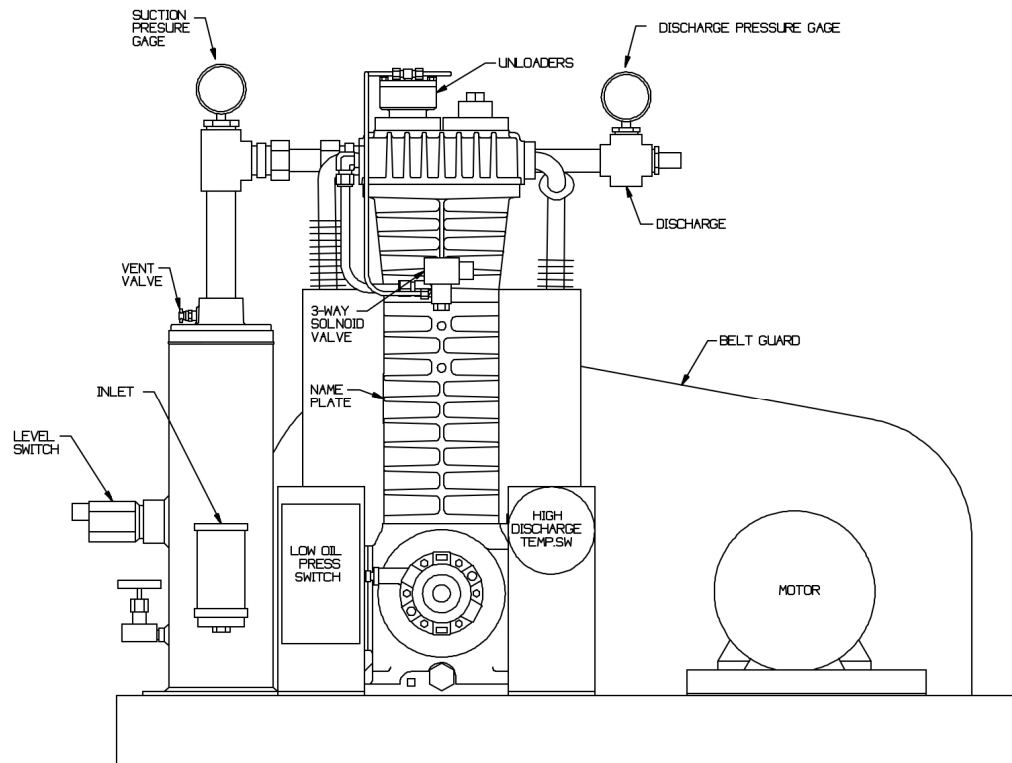 SUCTION
PRESURE
GAGE
DISCHARGE PRESSURE GAGE
UNLOADERS
DISCHARGE
VENT
VALVE
3-WAY
SOLNOID
VALVE
BELT GUARD
INLET
NAME
PLATE
LEVEL
SWITCH
HIGH
DISCHARGE
TEMP.SW
LOW OIL
PRESS
SWITCH
MOTOR